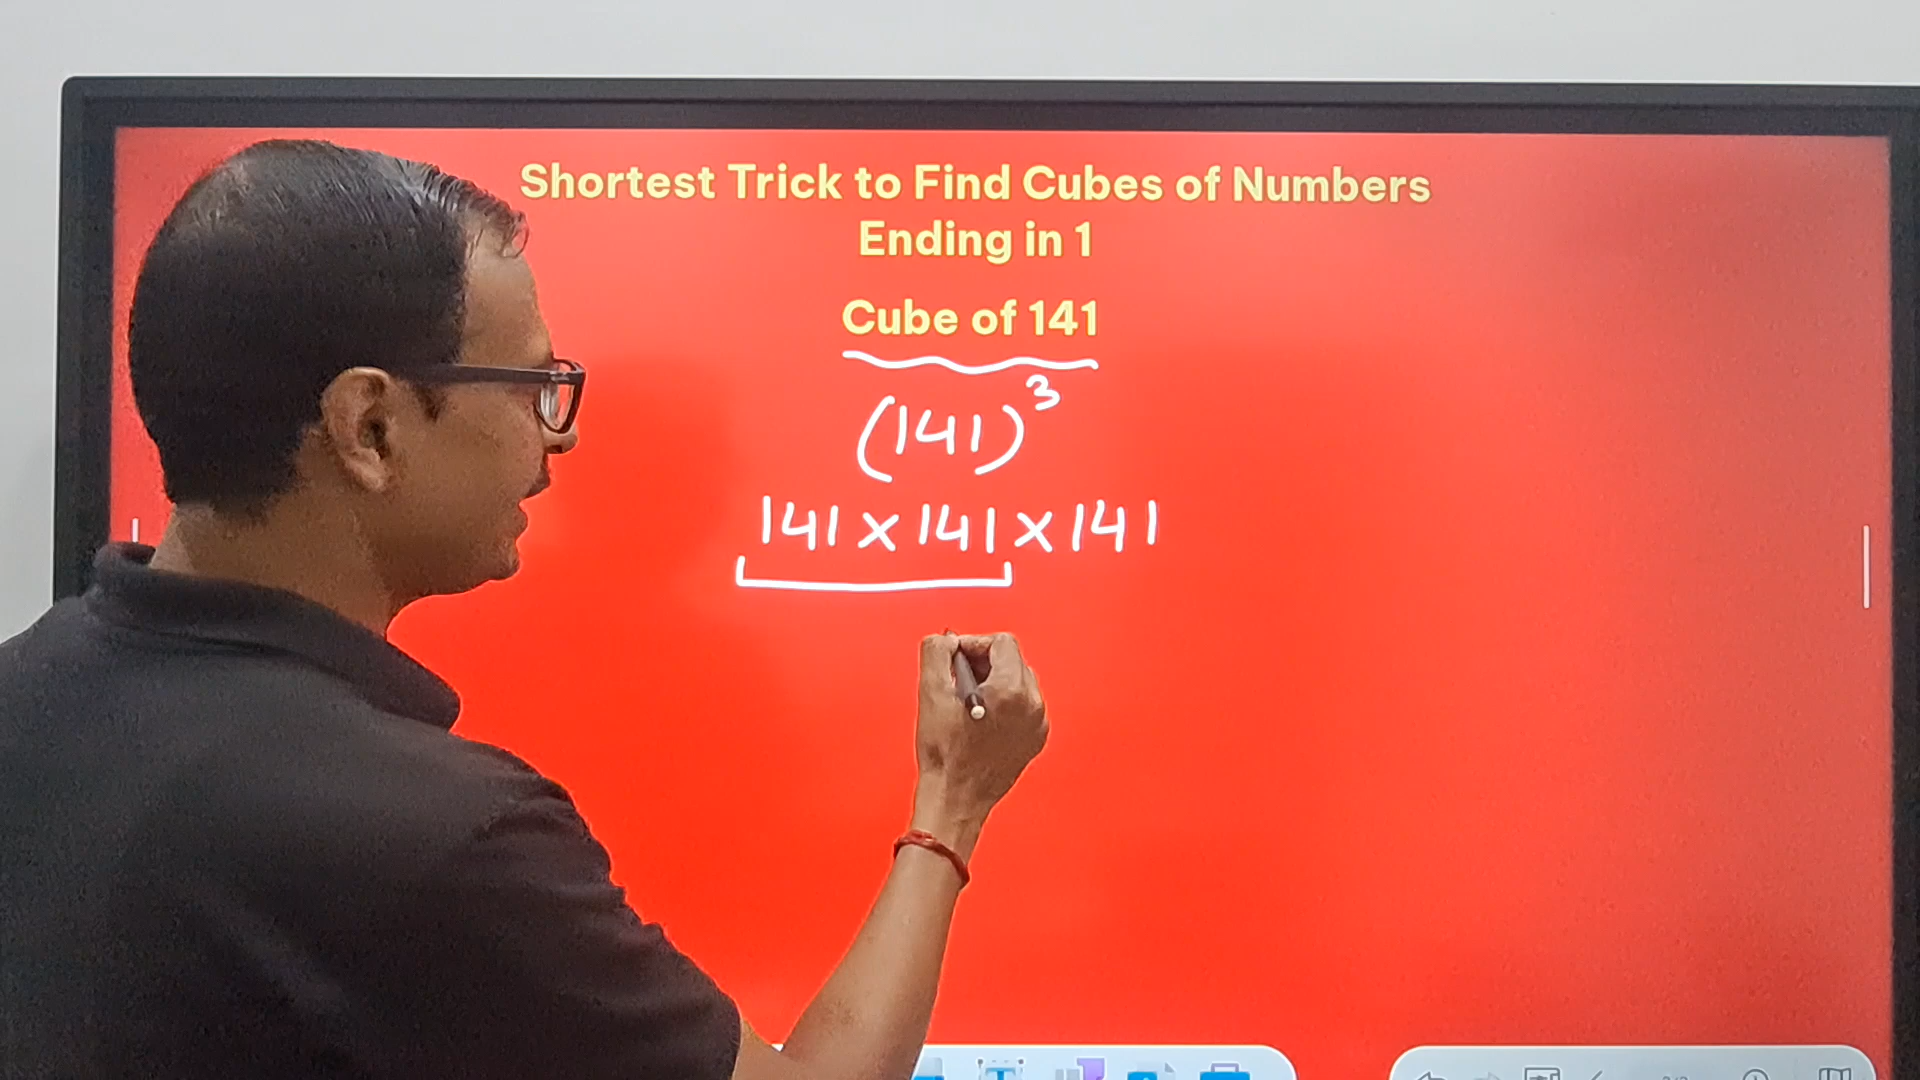 Shortest Trick to Find Cubes of Numbers
Ending in 1
Cube of 141
(141)³
141 × 141 × 141